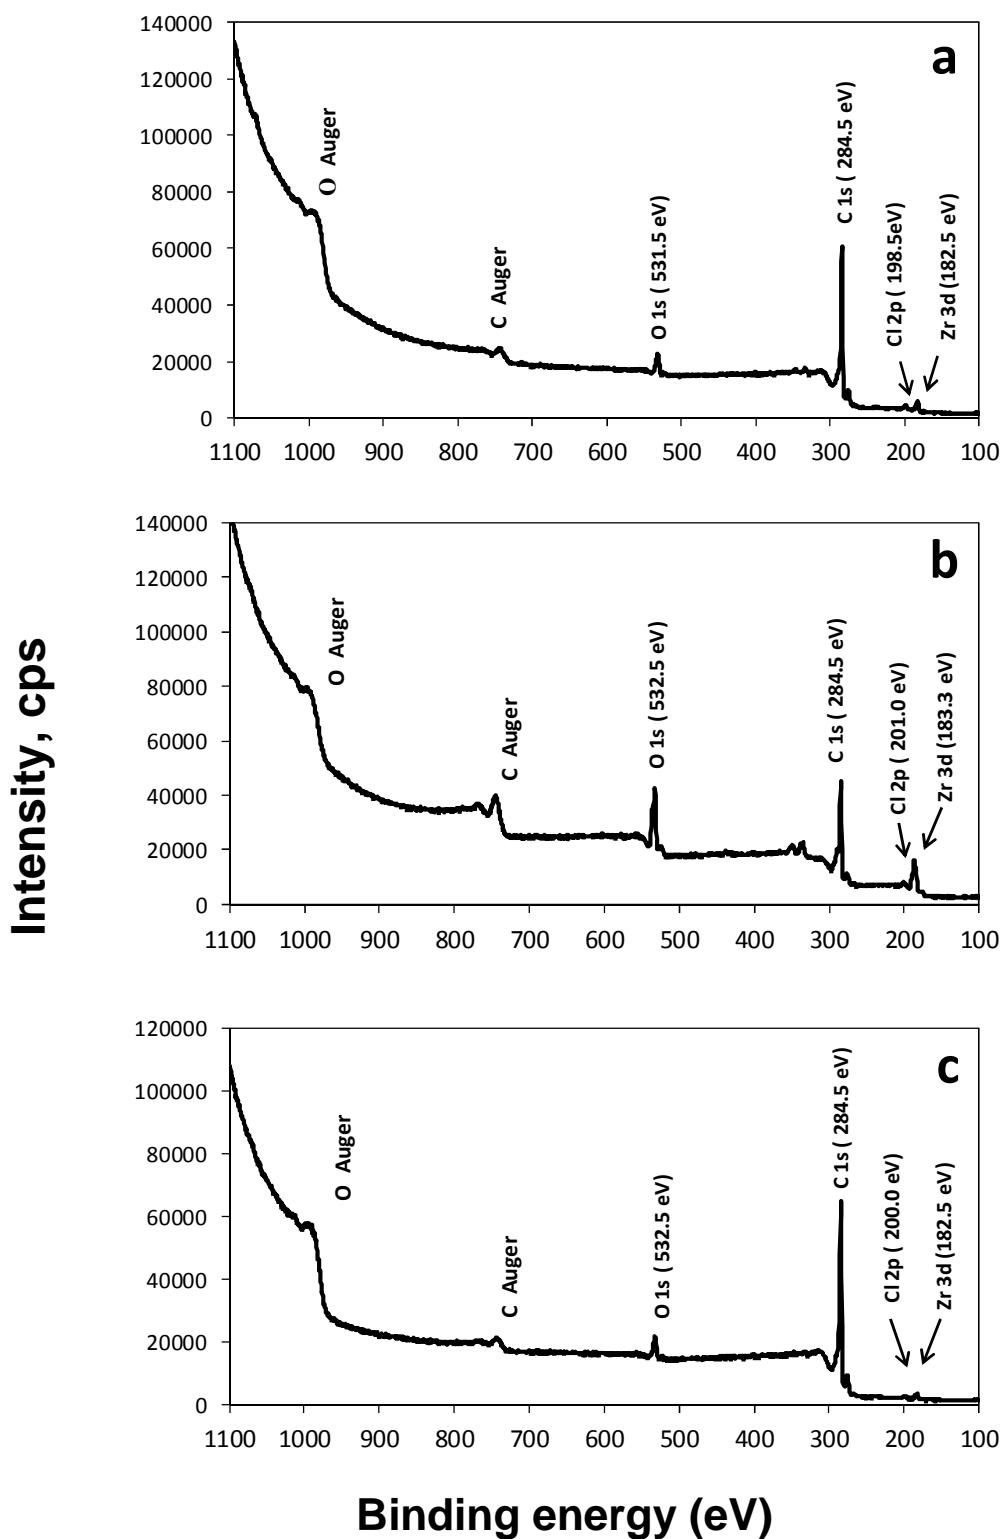 Intensity, cps
a
140000
120000
100000
80000
60000
40000
20000
0
O Auger
C Auger
O 1s ( 531.5 eV)
C 1s ( 284.5 eV)
Cl 2p ( 198.5eV)
Zr 3d (182.5 eV)
1100 1000 900 800 700 600 500 400 300 200 100
b
140000
120000
100000
80000
60000
40000
20000
0
O Auger
C Auger
O 1s ( 532.5 eV)
C 1s ( 284.5 eV)
Cl 2p ( 201.0 eV)
Zr 3d (183.3 eV)
1100 1000 900 800 700 600 500 400 300 200 100
c
120000
100000
80000
60000
40000
20000
0
O Auger
C Auger
O 1s ( 532.5 eV)
C 1s ( 284.5 eV)
Cl 2p ( 200.0 eV)
Zr 3d (182.5 eV)
1100 1000 900 800 700 600 500 400 300 200 100
Binding energy (eV)